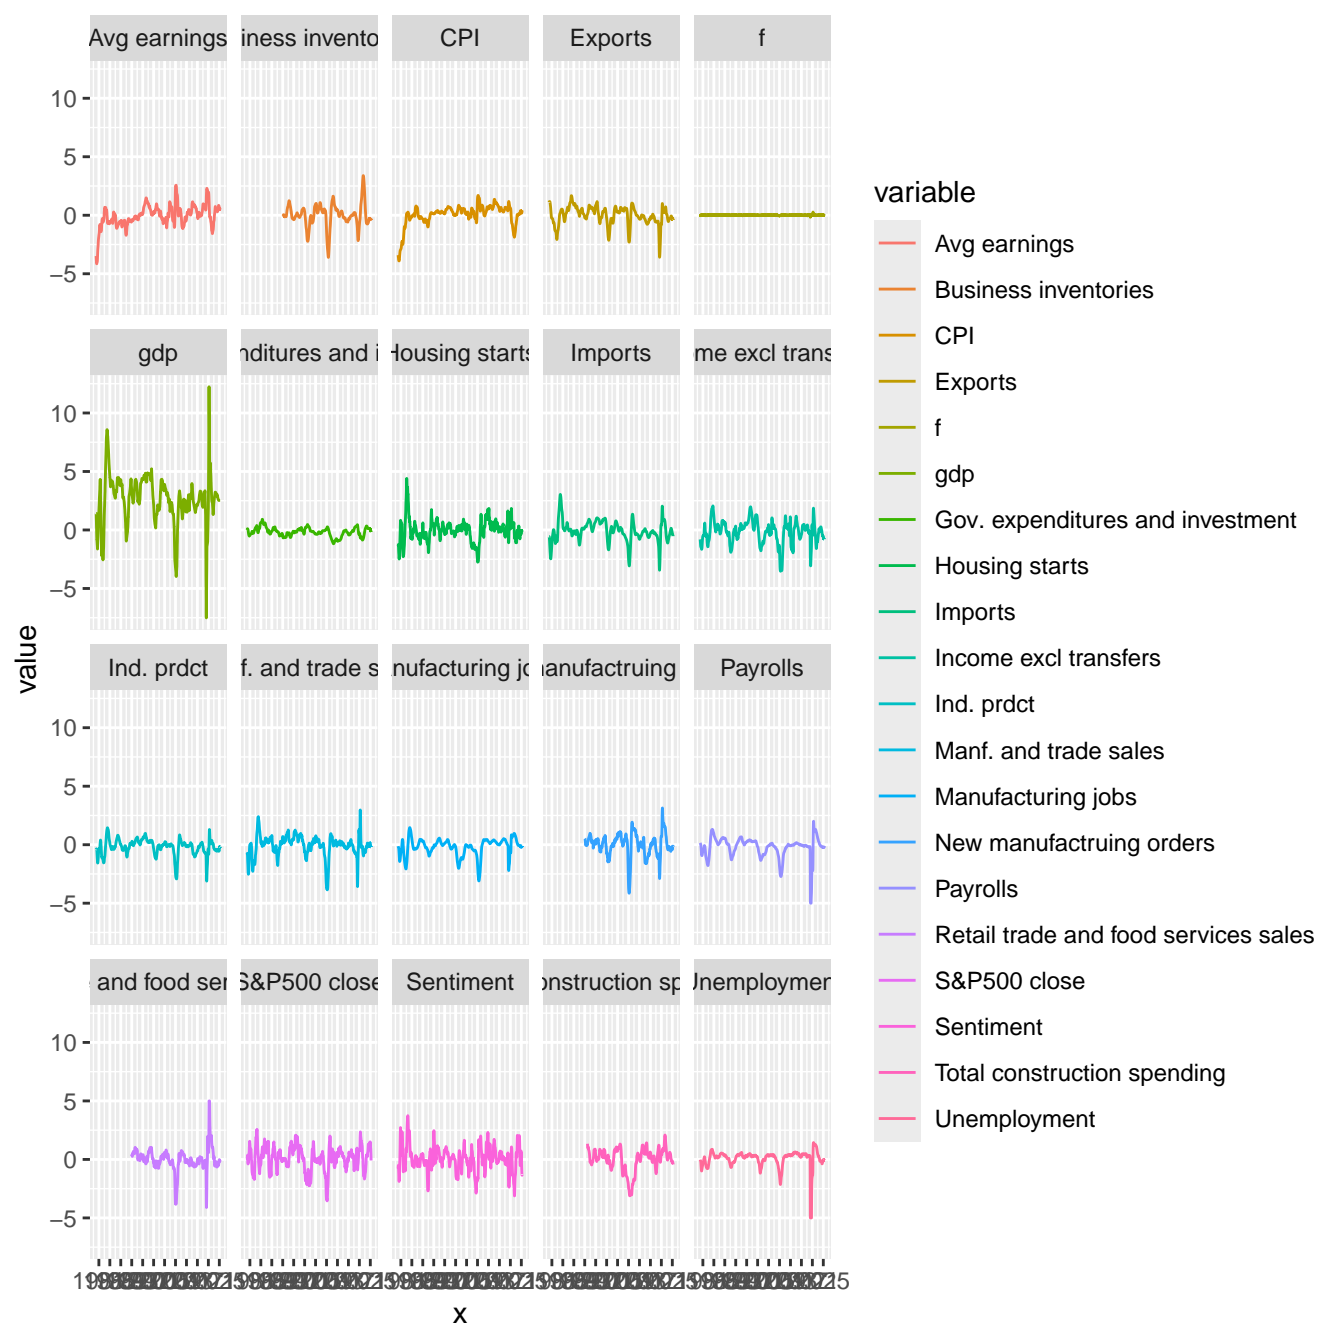 Avg earnings
iness invento
CPI
Exports
f
10
5
0
−5
gdp
nditures and i
Housing starts
Imports
me excl trans
10
5
0
−5
Ind. prdct
f. and trade s
nufacturing jo
manufactruing
Payrolls
10
5
0
−5
and food ser
S&P500 close
Sentiment
onstruction sp
Unemploymen
10
5
0
−5
x
value
variable
Avg earnings
Business inventories
CPI
Exports
f
gdp
Gov. expenditures and investment
Housing starts
Imports
Income excl transfers
Ind. prdct
Manf. and trade sales
Manufacturing jobs
New manufactruing orders
Payrolls
Retail trade and food services sales
S&P500 close
Sentiment
Total construction spending
Unemployment